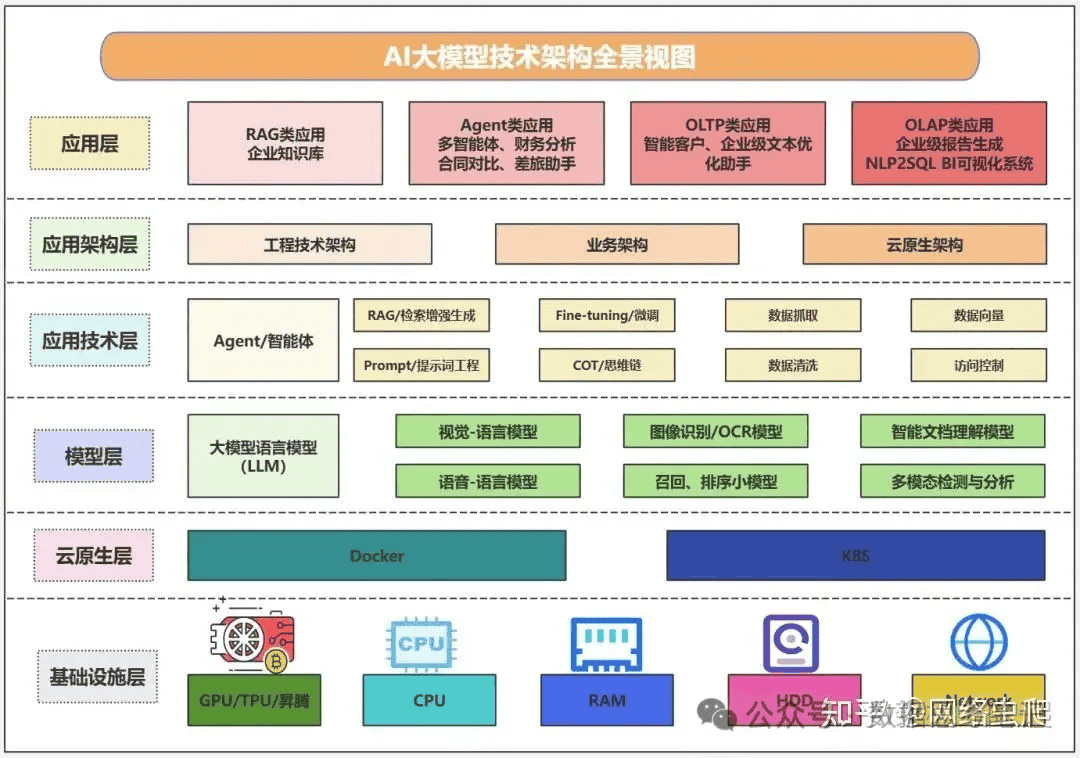 AI大模型技术架构全景视图
应用层
RAG类应用
企业知识库
Agent类应用
多智能体、财务分析
合同对比、差旅助手
OLTP类应用
智能客户、企业级文本优
化助手
OLAP类应用
企业级报告生成
NLP2SQL BI可视化系统
应用架构层
工程技术架构
业务架构
云原生架构
应用技术层
Agent/智能体
RAG/检索增强生成
Fine-tuning/微调
数据抓取
数据向量
Prompt/提示词工程
COT/思维链
数据清洗
访问控制
模型层
大模型语言模型
(LLM)
视觉-语言模型
图像识别/OCR模型
智能文档理解模型
语音-语言模型
召回、排序小模型
多模态检测与分析
云原生层
Docker
K8S
基础设施层
CPU
GPU/TPU/昇腾
CPU
RAM
HDD
Network
公众号
知乎 @网络虫爬